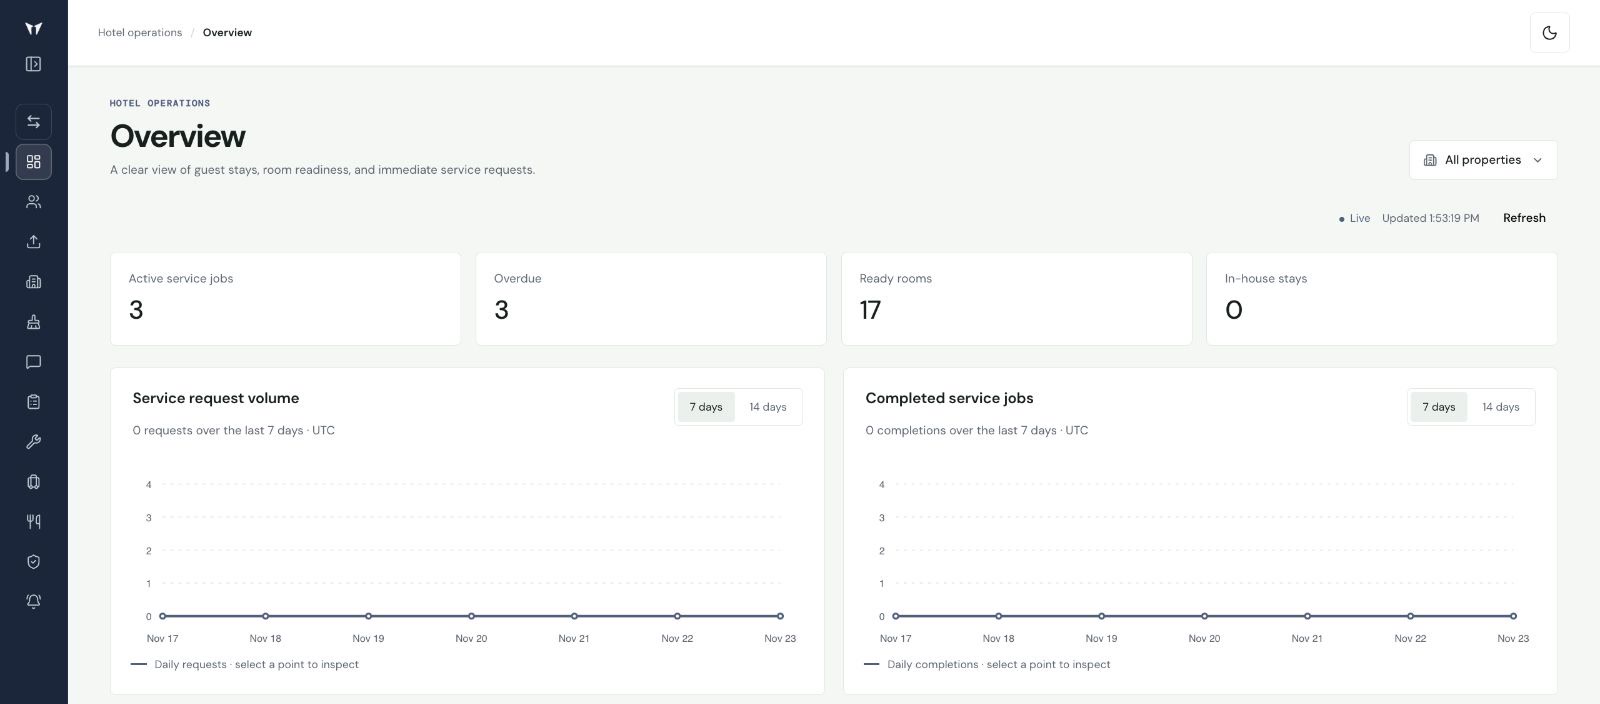 Hotel operations / Overview
HOTEL OPERATIONS
Overview
A clear view of guest stays, room readiness, and immediate service requests.
All properties
Live Updated 1:53:19 PM Refresh
Active service jobs
3
Overdue
3
Ready rooms
17
In-house stays
0
Service request volume
7 days 14 days
0 requests over the last 7 days · UTC
4
3
2
1
0
Nov 17 Nov 18 Nov 19 Nov 20 Nov 21 Nov 22 Nov 23
Daily requests · select a point to inspect
Completed service jobs
7 days 14 days
0 completions over the last 7 days · UTC
4
3
2
1
0
Nov 17 Nov 18 Nov 19 Nov 20 Nov 21 Nov 22 Nov 23
Daily completions · select a point to inspect